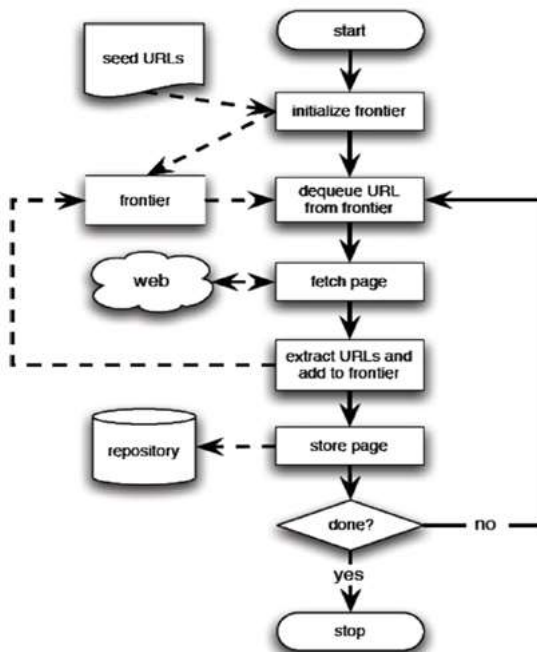 start
seed URLs
initialize frontier
frontier
dequeue URL
from frontier
web
fetch page
extract URLs and
add to frontier
repository
store page
done?
no
yes
stop